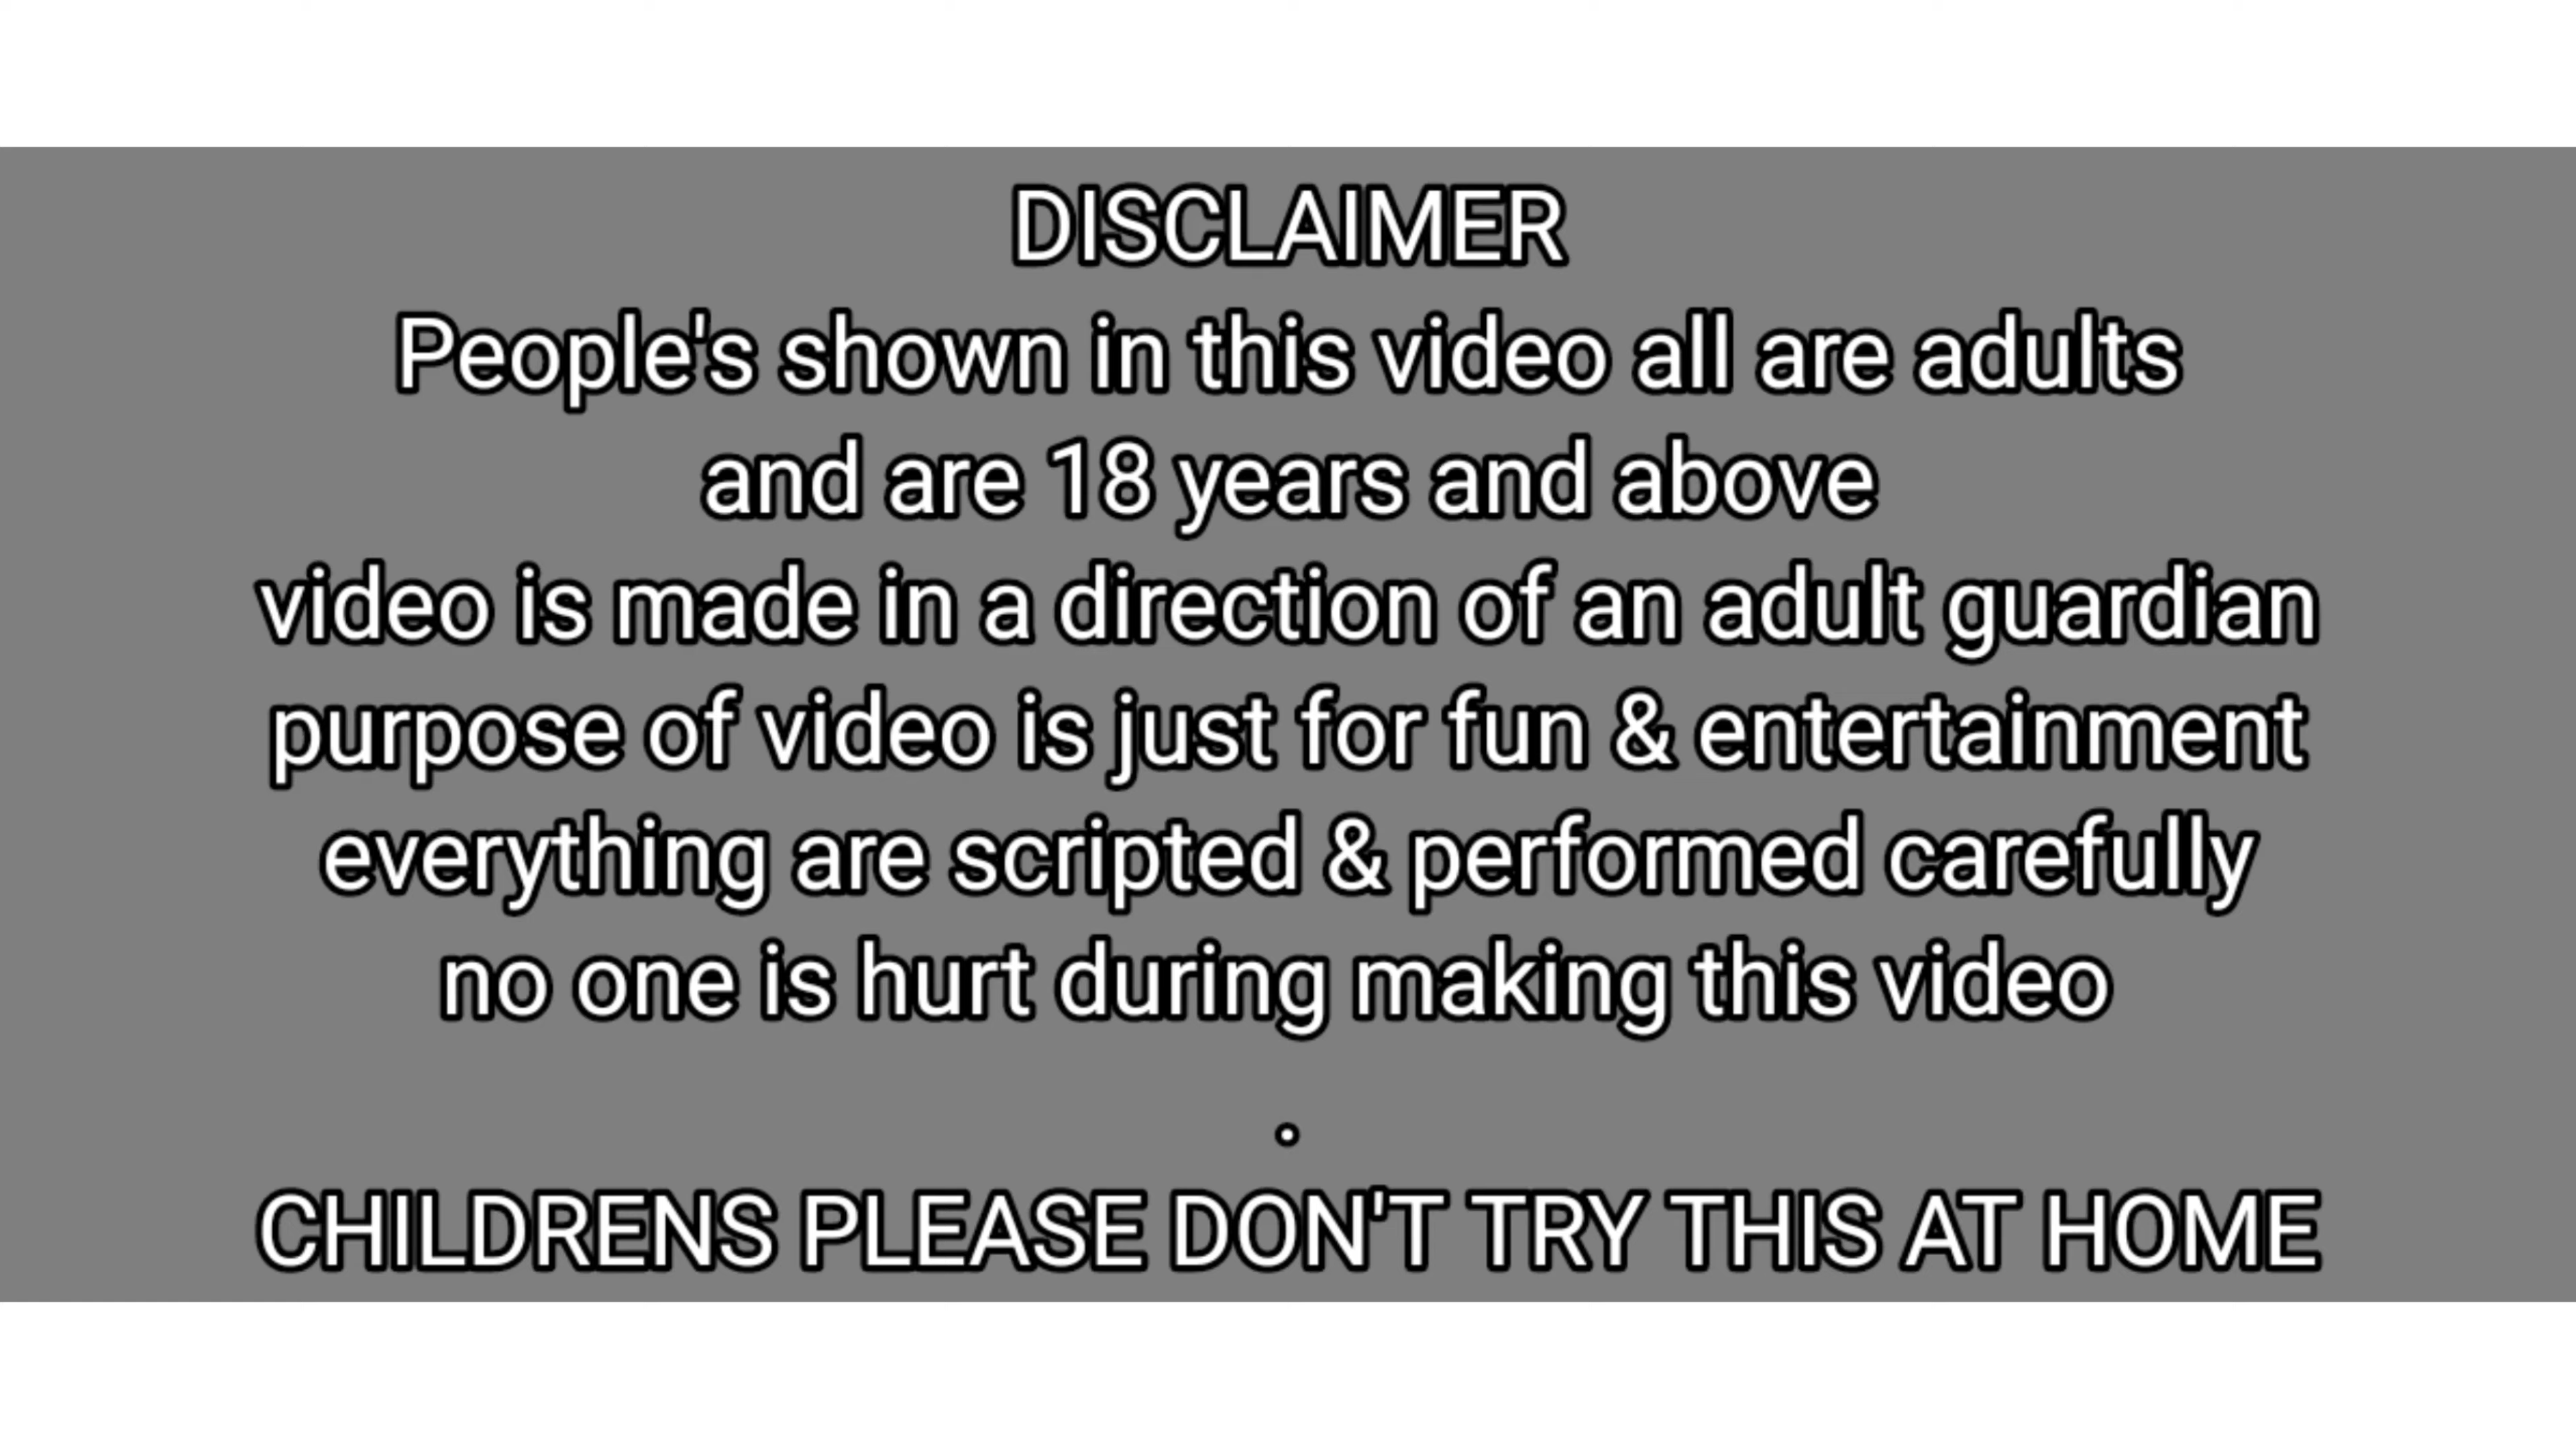 DISCLAIMER
People's shown in this video all are adults
and are 18 years and above
video is made in a direction of an adult guardian
purpose of video is just for fun & entertainment
everything are scripted & performed carefully
no one is hurt during making this video
.
CHILDRENS PLEASE DON'T TRY THIS AT HOME